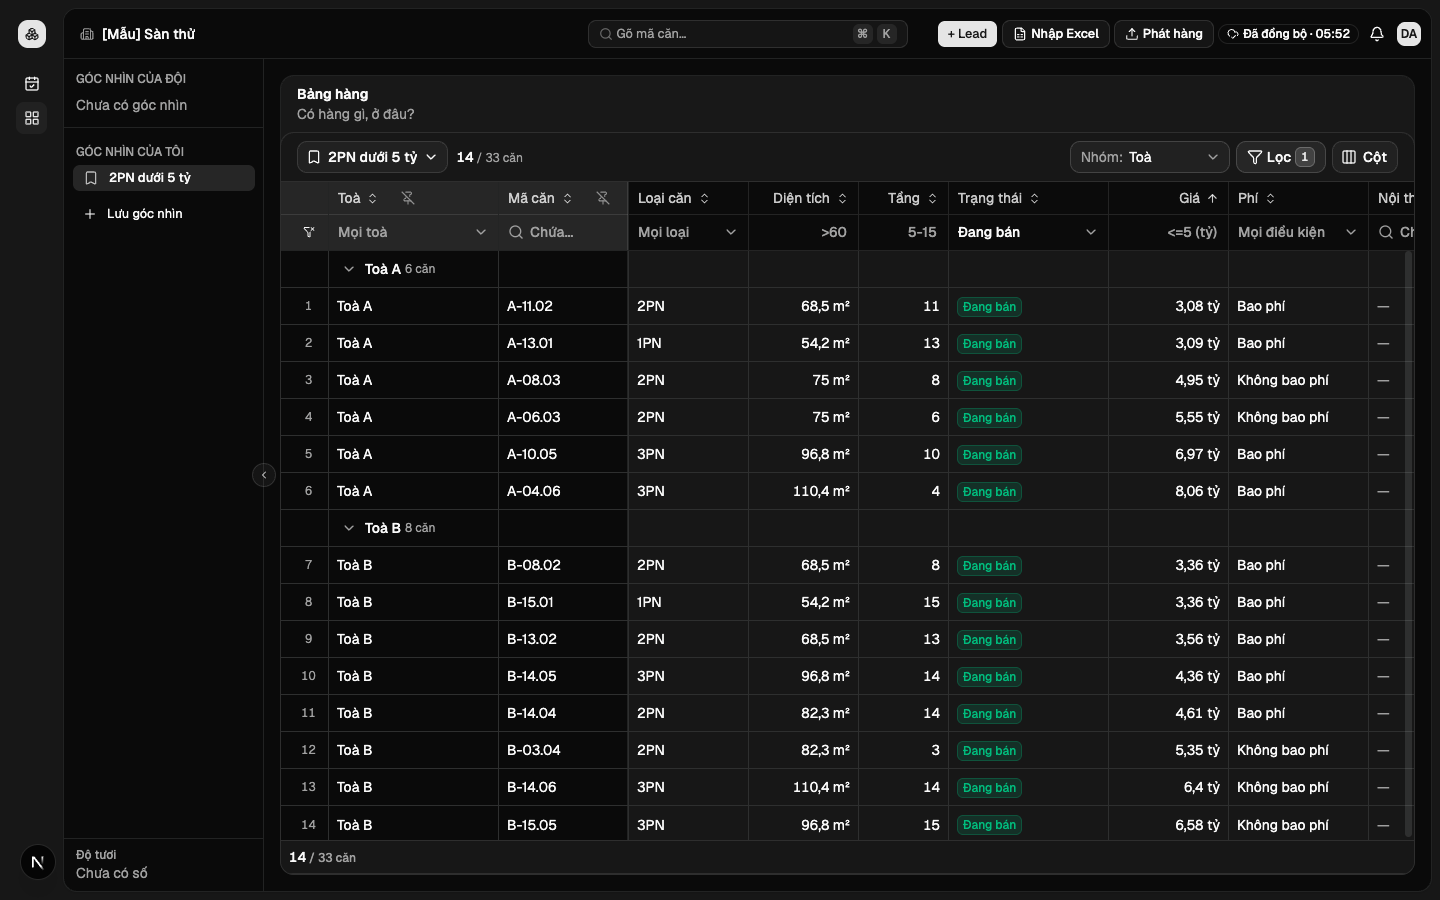 [Mẫu] Sàn thử
Gõ mã căn... ⌘ K
+ Lead
Nhập Excel
Phát hàng
Đã đồng bộ · 05:52
DA
GÓC NHÌN CỦA ĐỘI
Chưa có góc nhìn
GÓC NHÌN CỦA TÔI
2PN dưới 5 tỷ
Lưu góc nhìn
Độ tươi
Chưa có số
N
Bảng hàng
Có hàng gì, ở đâu?
2PN dưới 5 tỷ 14 / 33 căn
Nhóm: Toà
Lọc 1
Cột
Toà Mã căn Loại căn Diện tích Tầng Trạng thái Giá Phí Nội th
Mọi toà Chứa... Mọi loại >60 5-15 Đang bán <=5 (tỷ) Mọi điều kiện Ch
Toà A 6 căn
1 Toà A A-11.02 2PN 68,5 m² 11 Đang bán 3,08 tỷ Bao phí —
2 Toà A A-13.01 1PN 54,2 m² 13 Đang bán 3,09 tỷ Bao phí —
3 Toà A A-08.03 2PN 75 m² 8 Đang bán 4,95 tỷ Không bao phí —
4 Toà A A-06.03 2PN 75 m² 6 Đang bán 5,55 tỷ Không bao phí —
5 Toà A A-10.05 3PN 96,8 m² 10 Đang bán 6,97 tỷ Bao phí —
6 Toà A A-04.06 3PN 110,4 m² 4 Đang bán 8,06 tỷ Bao phí —
Toà B 8 căn
7 Toà B B-08.02 2PN 68,5 m² 8 Đang bán 3,36 tỷ Bao phí —
8 Toà B B-15.01 1PN 54,2 m² 15 Đang bán 3,36 tỷ Bao phí —
9 Toà B B-13.02 2PN 68,5 m² 13 Đang bán 3,56 tỷ Bao phí —
10 Toà B B-14.05 3PN 96,8 m² 14 Đang bán 4,36 tỷ Bao phí —
11 Toà B B-14.04 2PN 82,3 m² 14 Đang bán 4,61 tỷ Bao phí —
12 Toà B B-03.04 2PN 82,3 m² 3 Đang bán 5,35 tỷ Không bao phí —
13 Toà B B-14.06 3PN 110,4 m² 14 Đang bán 6,4 tỷ Không bao phí —
14 Toà B B-15.05 3PN 96,8 m² 15 Đang bán 6,58 tỷ Không bao phí —
14 / 33 căn